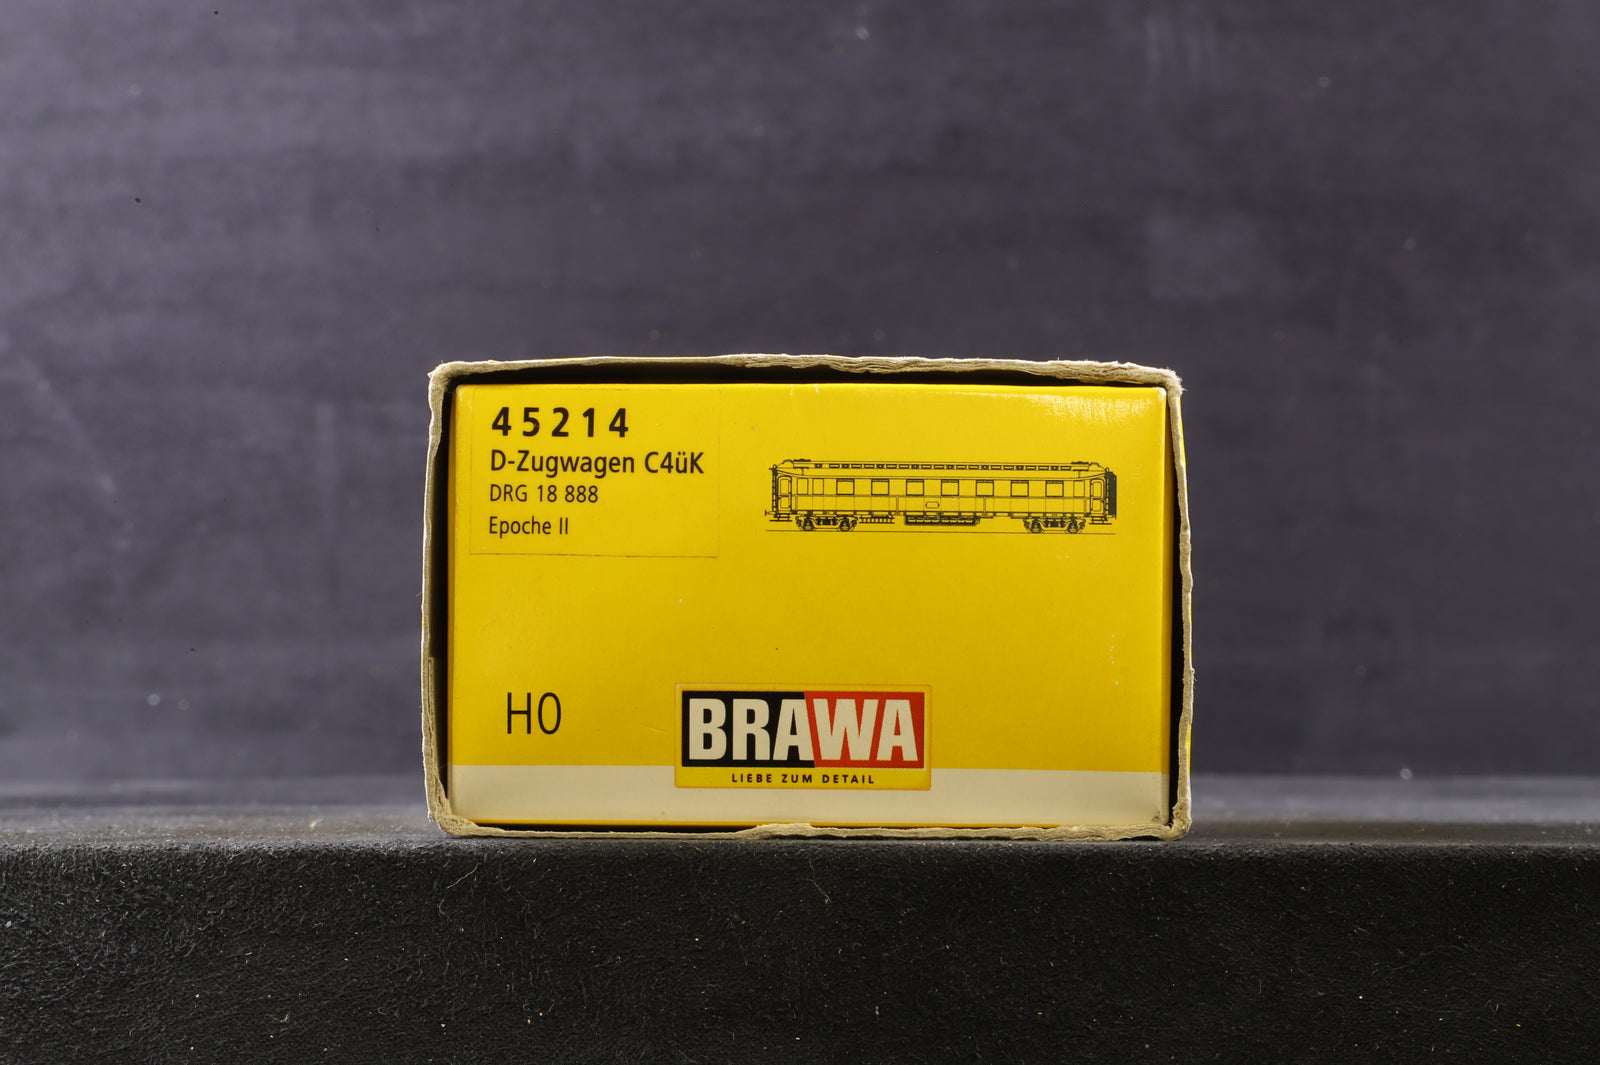 45214
D-Zugwagen C4üK
DRG 18 888
Epoche II
H0
BRAWA
LIEBE ZUM DETAIL